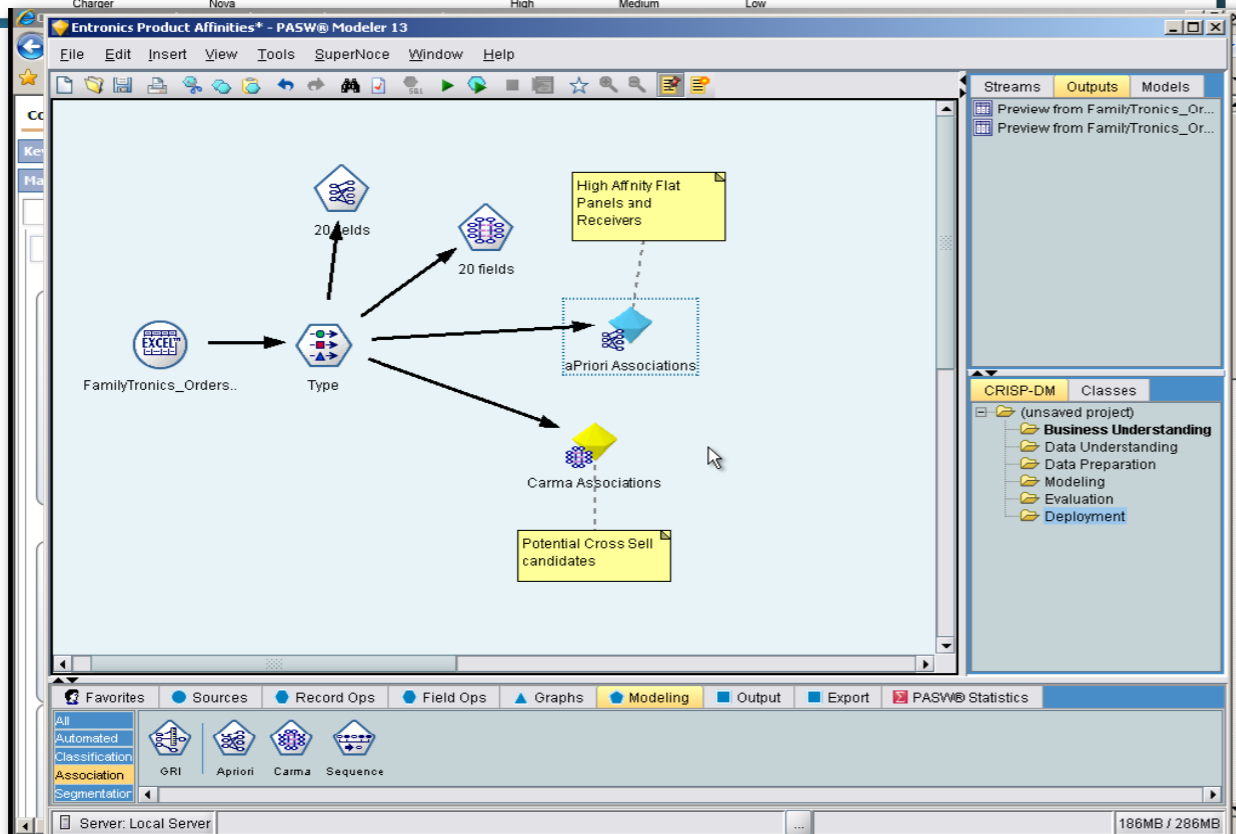 Charger Nova High Medium Low
Entronics Product Affinities* - PASW® Modeler 13
File Edit Insert View Tools SuperNode Window Help
Streams Outputs Models
Preview from FamilyTronics_Or...
Preview from FamilyTronics_Or...
High Affnity Flat
Panels and
Receivers
20 fields
20 fields
EXCEL™
FamilyTronics_Orders..
Type
aPriori Associations
Carma Associations
Potential Cross Sell
candidates
CRISP-DM Classes
(unsaved project)
Business Understanding
Data Understanding
Data Preparation
Modeling
Evaluation
Deployment
Favorites Sources Record Ops Field Ops Graphs Modeling Output Export PASW® Statistics
All
Automated
Classification
Association
Segmentation
GRI Apriori Carma Sequence
Server: Local Server
...
186MB / 286MB